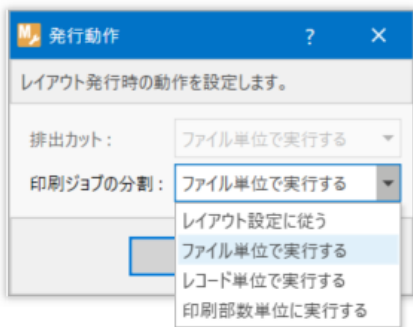 発行動作 ? ×
レイアウト発行時の動作を設定します。
排出カット： ファイル単位で実行する
印刷ジョブの分割： ファイル単位で実行する
レイアウト設定に従う
ファイル単位で実行する
レコード単位で実行する
印刷部数単位に実行する